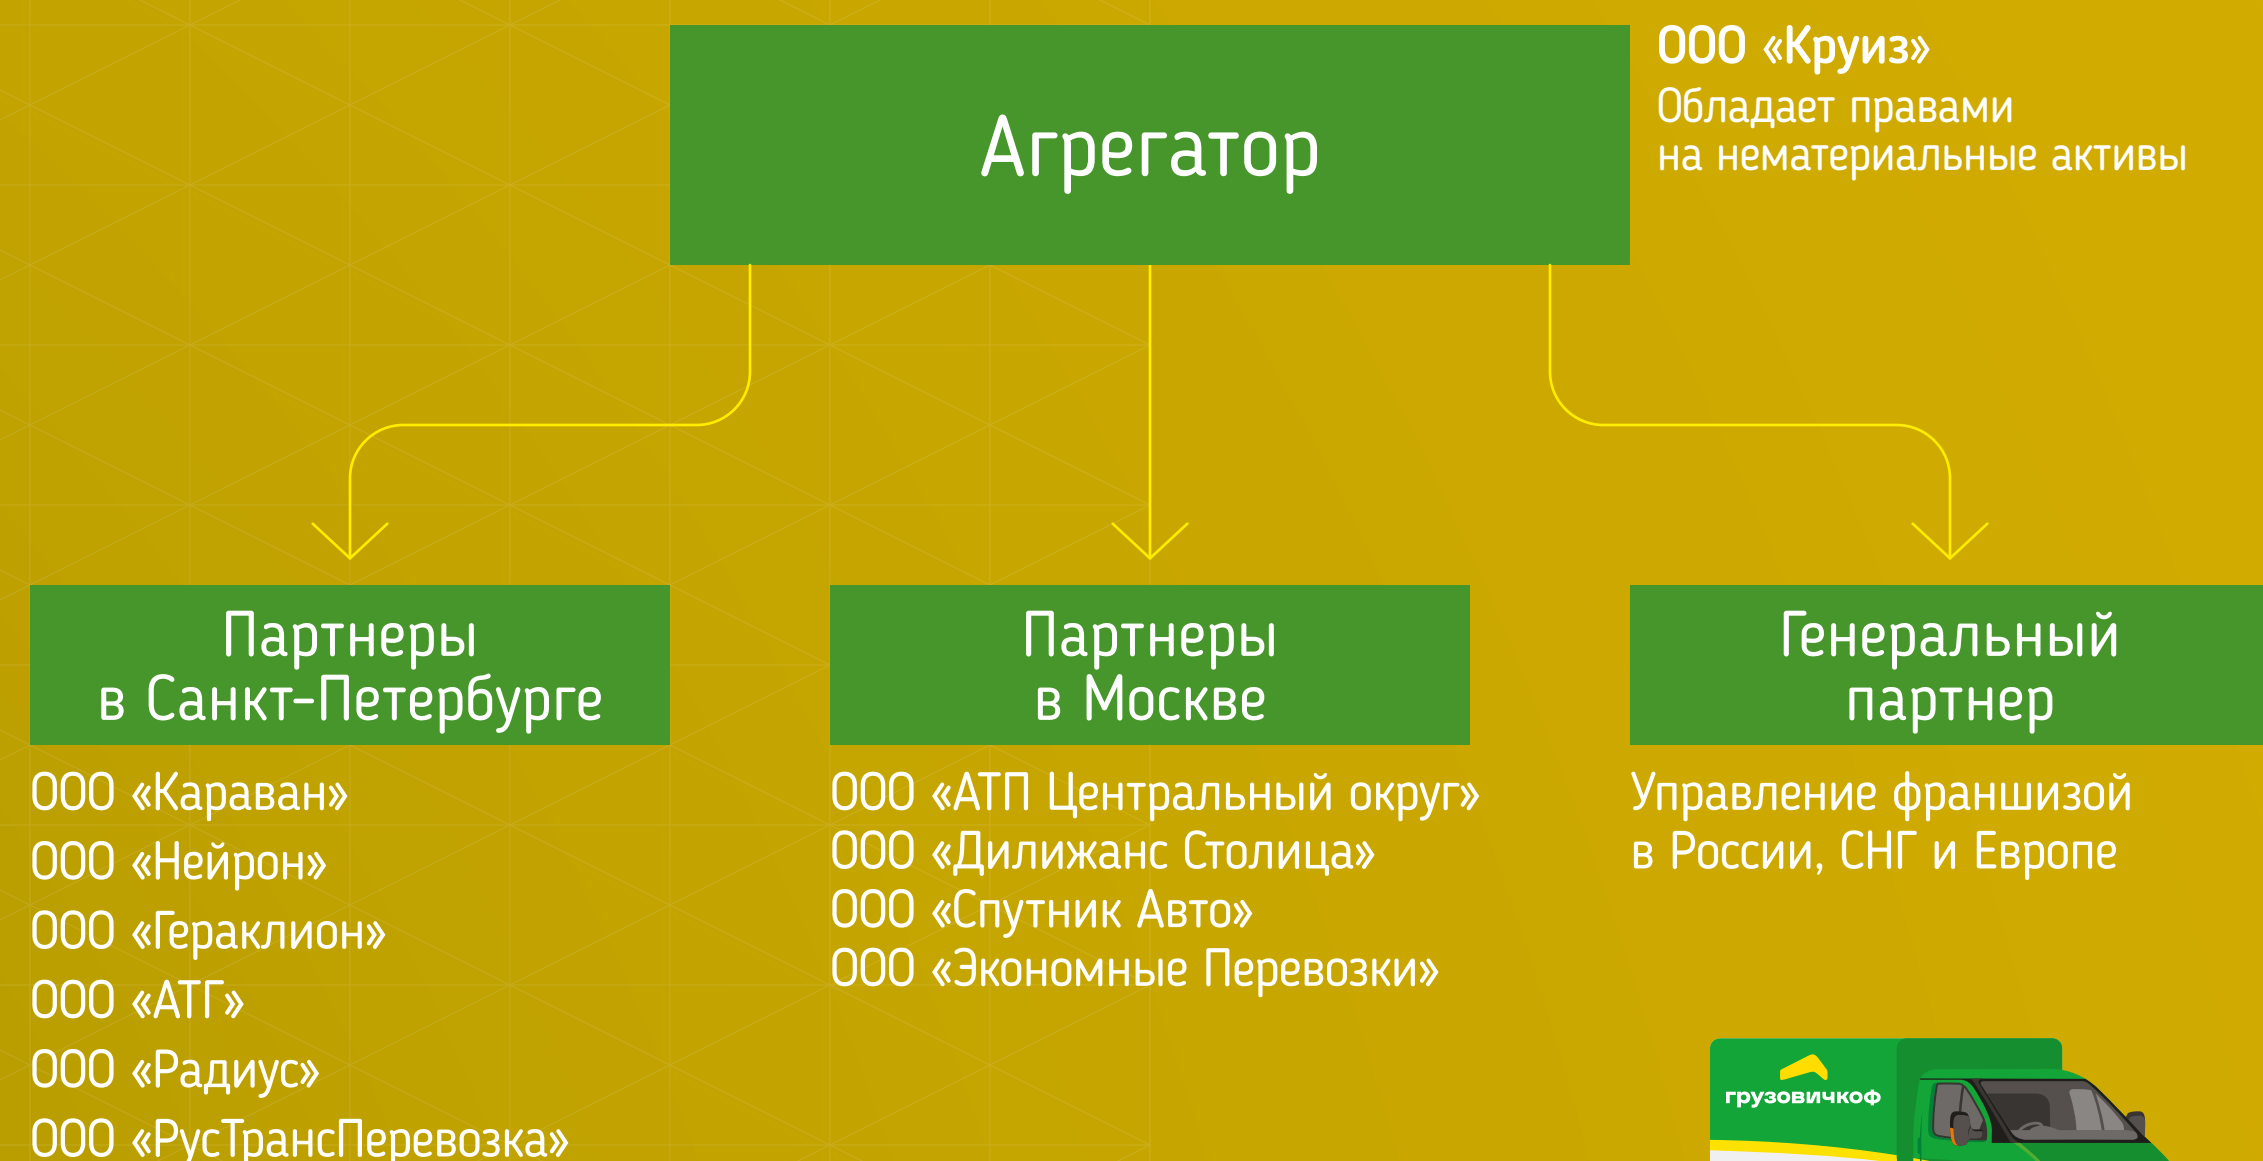 Агрегатор
ООО «Круиз»
Обладает правами
на нематериальные активы
Партнеры
в Санкт-Петербурге
ООО «Караван»
ООО «Нейрон»
ООО «Гераклион»
ООО «АТГ»
ООО «Радиус»
ООО «РусТрансПеревозка»
Партнеры
в Москве
ООО «АТП Центральный округ»
ООО «Дилижанс Столица»
ООО «Спутник Авто»
ООО «Экономные Перевозки»
Генеральный
партнер
Управление франшизой
в России, СНГ и Европе
грузовичкоф